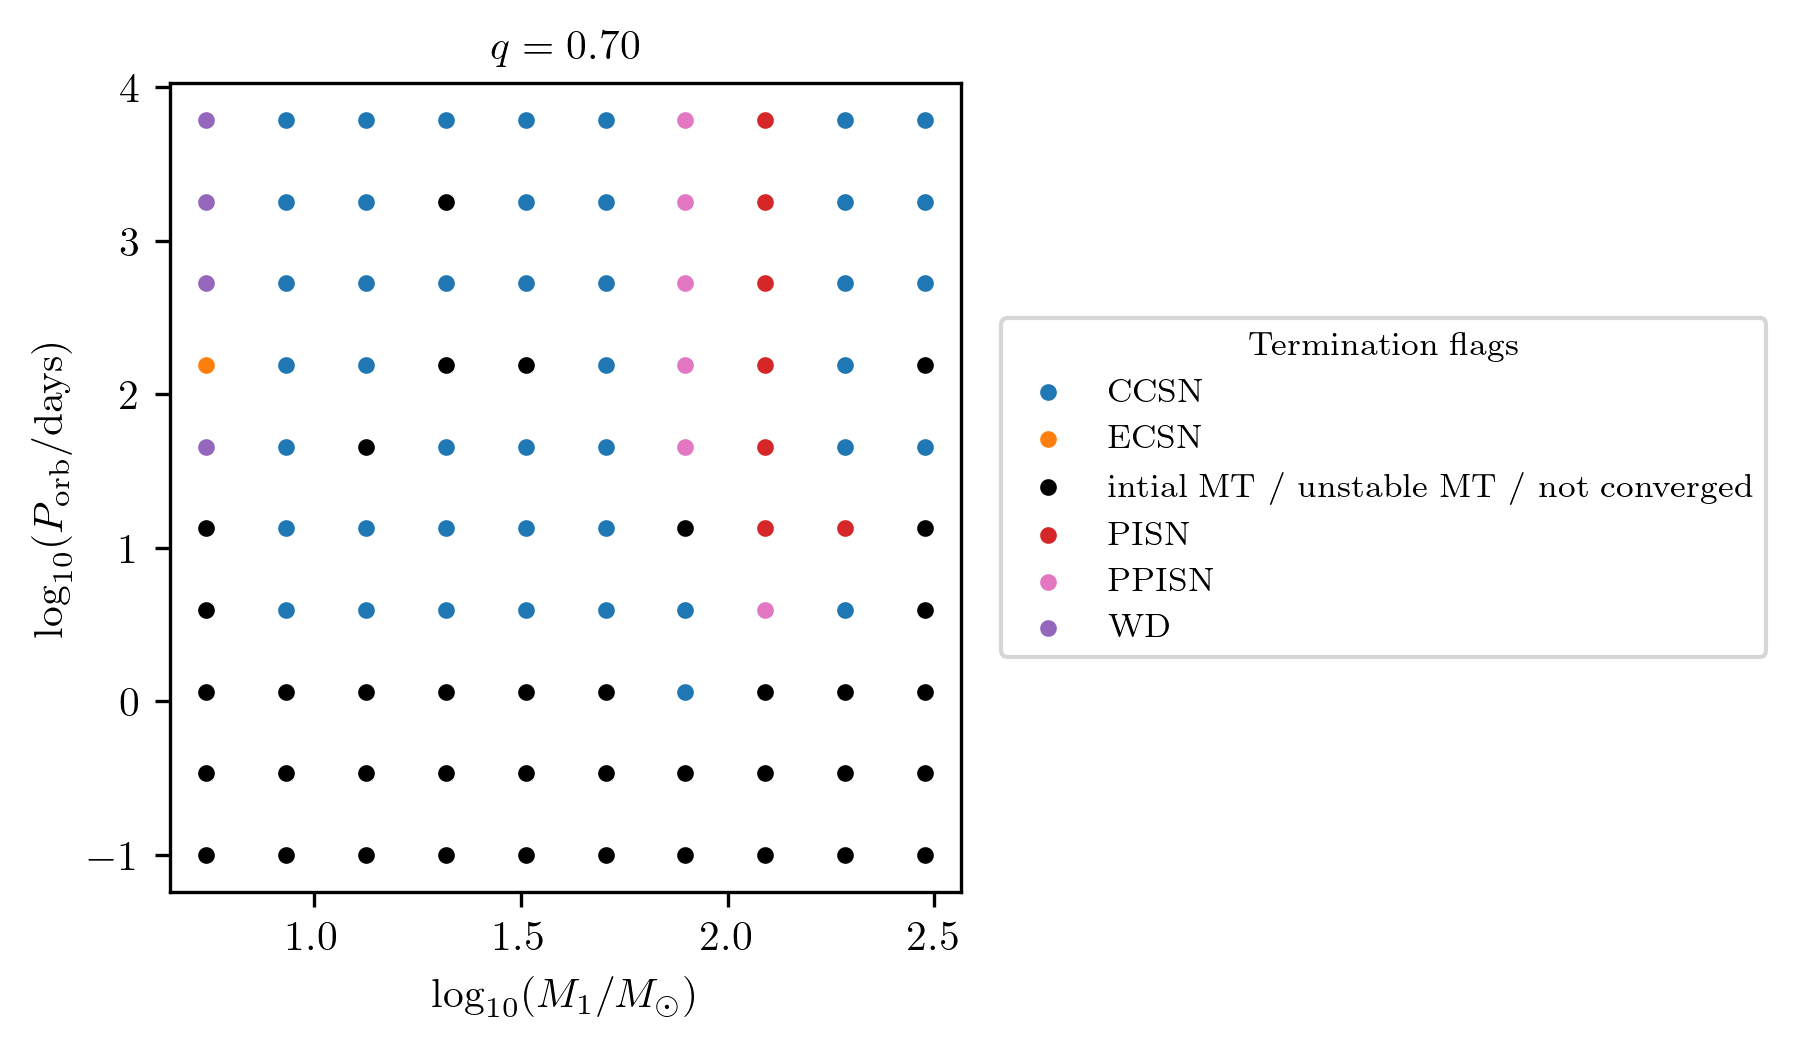 q = 0.70
4
3
2
1
0
−1
log₁₀(P_orb/days)
1.0 1.5 2.0 2.5
log₁₀(M₁/M⊙)
Termination flags
CCSN
ECSN
intial MT / unstable MT / not converged
PISN
PPISN
WD